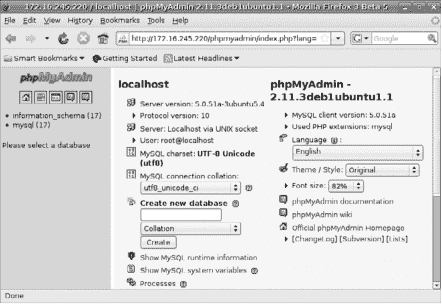 172.16.245.220 / localhost | phpMyAdmin - 2.11.3deb1ubuntu1.1 - Mozilla Firefox 3 Beta 5
File Edit View History Bookmarks Tools Help
http://172.16.245.220/phpmyadmin/index.php?lang=
Google
Smart Bookmarks
Getting Started
Latest Headlines
phpMyAdmin
information_schema (17)
mysql (17)
Please select a database
localhost
Server version: 5.0.51a-3ubuntu5.4
Protocol version: 10
Server: Localhost via UNIX socket
User: root@localhost
MySQL charset: UTF-8 Unicode
(utf8)
MySQL connection collation:
utf8_unicode_ci
Create new database
Collation
Create
Show MySQL runtime information
Show MySQL system variables
Processes
phpMyAdmin -
2.11.3deb1ubuntu1.1
MySQL client version: 5.0.51a
Used PHP extensions: mysql
Language :
English
Theme / Style: Original
Font size: 82%
phpMyAdmin documentation
phpMyAdmin wiki
Official phpMyAdmin Homepage
[ChangeLog] [Subversion] [Lists]
Done